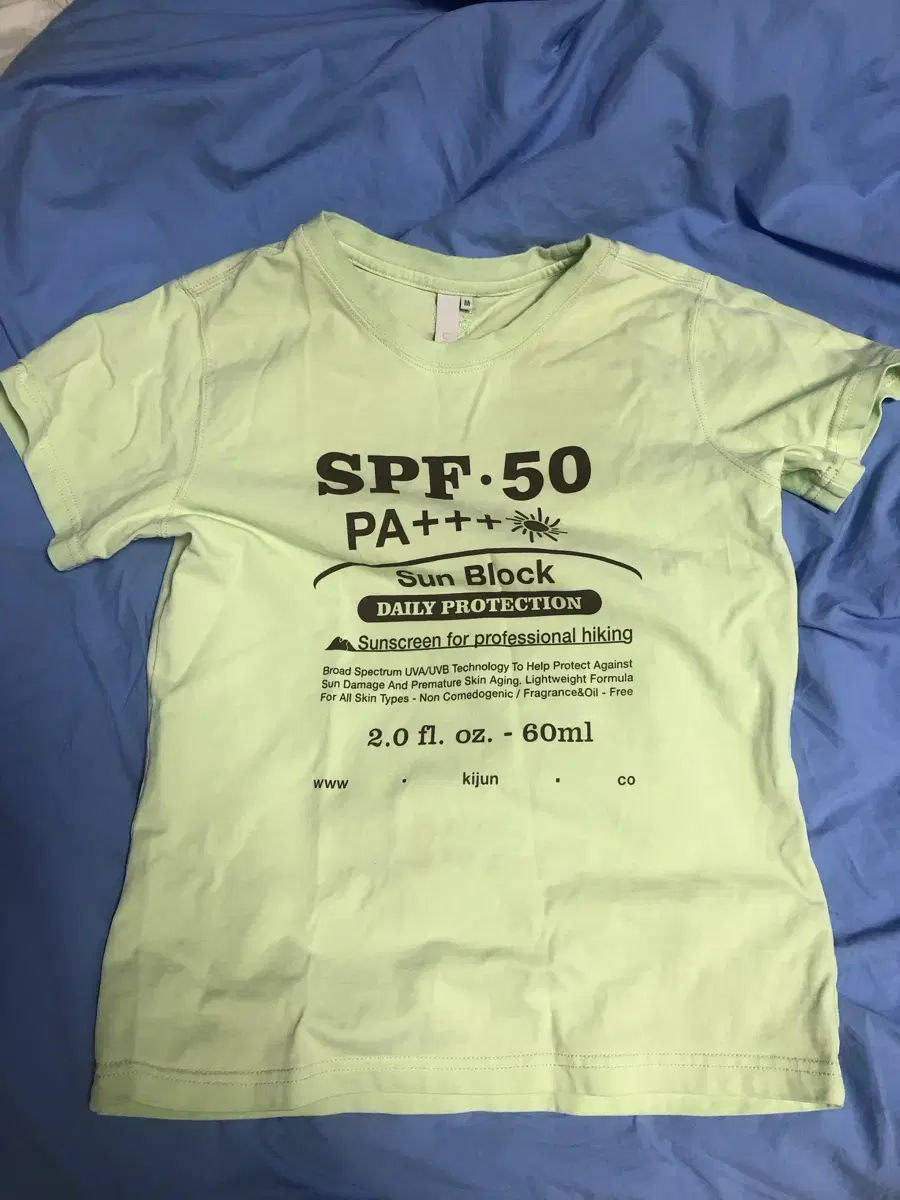 M
SPF·50
PA+++
Sun Block
DAILY PROTECTION
Sunscreen for professional hiking
Broad Spectrum UVA/UVB Technology To Help Protect Against
Sun Damage And Premature Skin Aging, Lightweight Formula
For All Skin Types - Non Comedogenic / Fragrance&Oil - Free
2.0 fl. oz. - 60ml
www · kijun · co